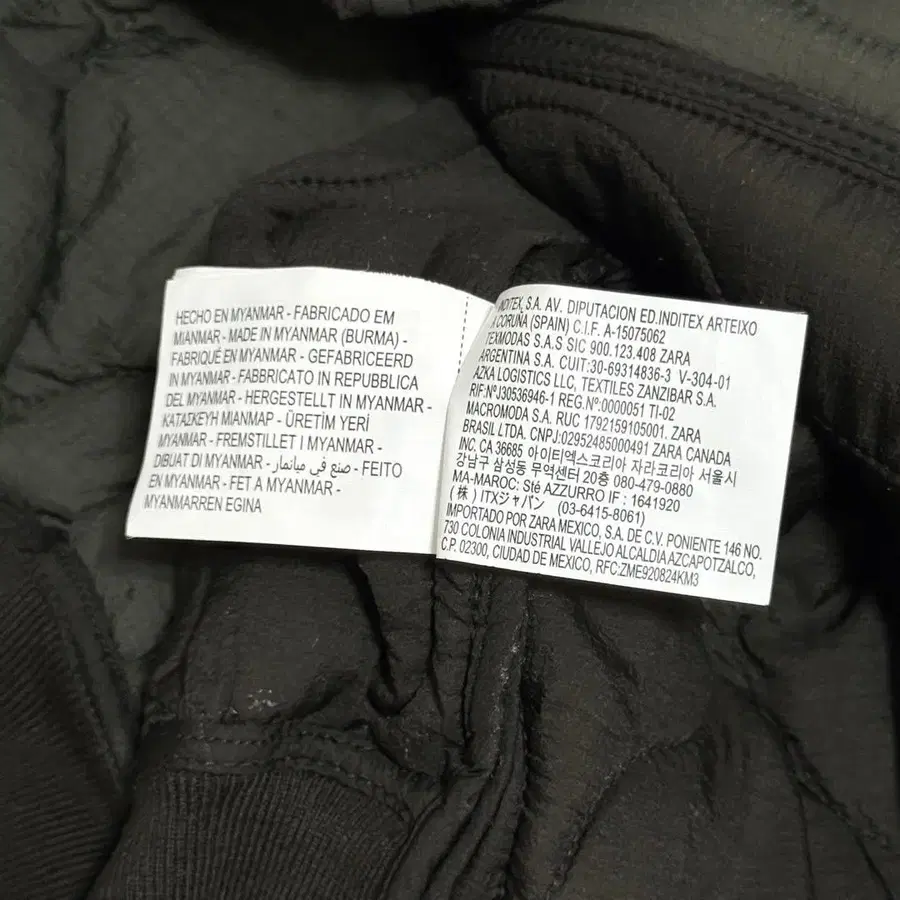 HECHO EN MYANMAR - FABRICADO EM
MIANMAR - MADE IN MYANMAR (BURMA) -
FABRIQUÉ EN MYANMAR - GEFABRICEERD
IN MYANMAR - FABBRICATO IN REPUBBLICA
DEL MYANMAR - HERGESTELLT IN MYANMAR -
ΚΑΤΑΣΚΕΥΗ ΜΙΑΝΜΑΡ - ÜRETİM YERİ
MYANMAR - FREMSTILLET I MYANMAR -
DIBUAT DI MYANMAR - صنع في ميانمار - FEITO
EN MYANMAR - FET A MYANMAR -
MYANMARREN EGINA
INDITEX, S.A. AV. DIPUTACION ED.INDITEX ARTEIXO
A CORUÑA (SPAIN) C.I.F. A-15075062
TEXMODAS S.A.S SIC 900.123.408 ZARA
ARGENTINA S.A. CUIT:30-69314836-3 V-304-01
AZKA LOGISTICS LLC, TEXTILES ZANZIBAR S.A.
RIF:NºJ30536946-1 REG.Nº:0000051 TI-02
MACROMODA S.A. RUC 1792159105001. ZARA
BRASIL LTDA. CNPJ:02952485000491 ZARA CANADA
INC. CA 36685 아이티엑스코리아 자라코리아 서울시
강남구 삼성동 무역센터 20층 080-479-0880
MA-MAROC: Sté AZZURRO IF : 1641920
(株) ITXジャパン (03-6415-8061)
IMPORTADO POR ZARA MEXICO, S.A. DE C.V. PONIENTE 146 NO.
730 COLONIA INDUSTRIAL VALLEJO ALCALDIA AZCAPOTZALCO,
C.P. 02300, CIUDAD DE MEXICO, RFC:ZME920824KM3